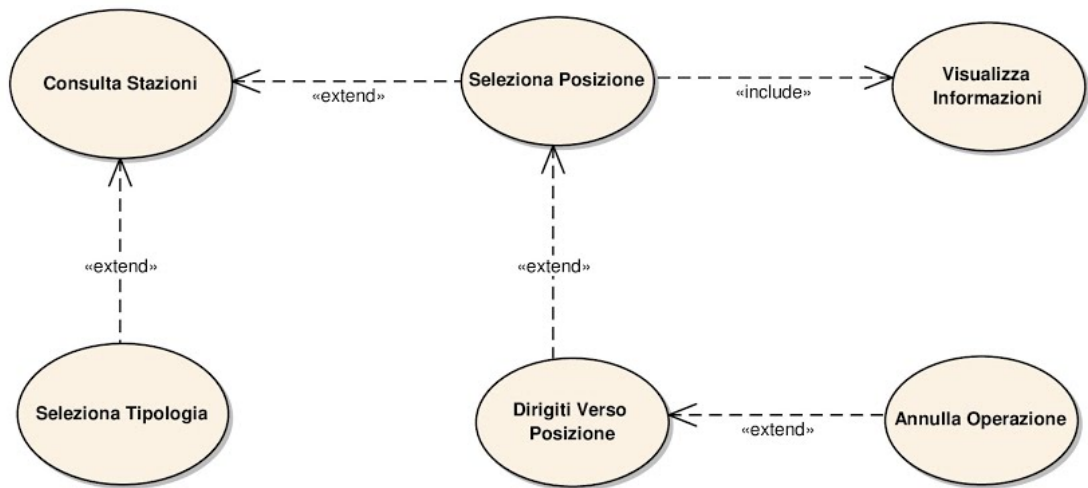 Consulta Stazioni
«extend»
Seleziona Posizione
«include»
Visualizza
Informazioni
«extend»
«extend»
Seleziona Tipologia
Dirigiti Verso
Posizione
«extend»
Annulla Operazione